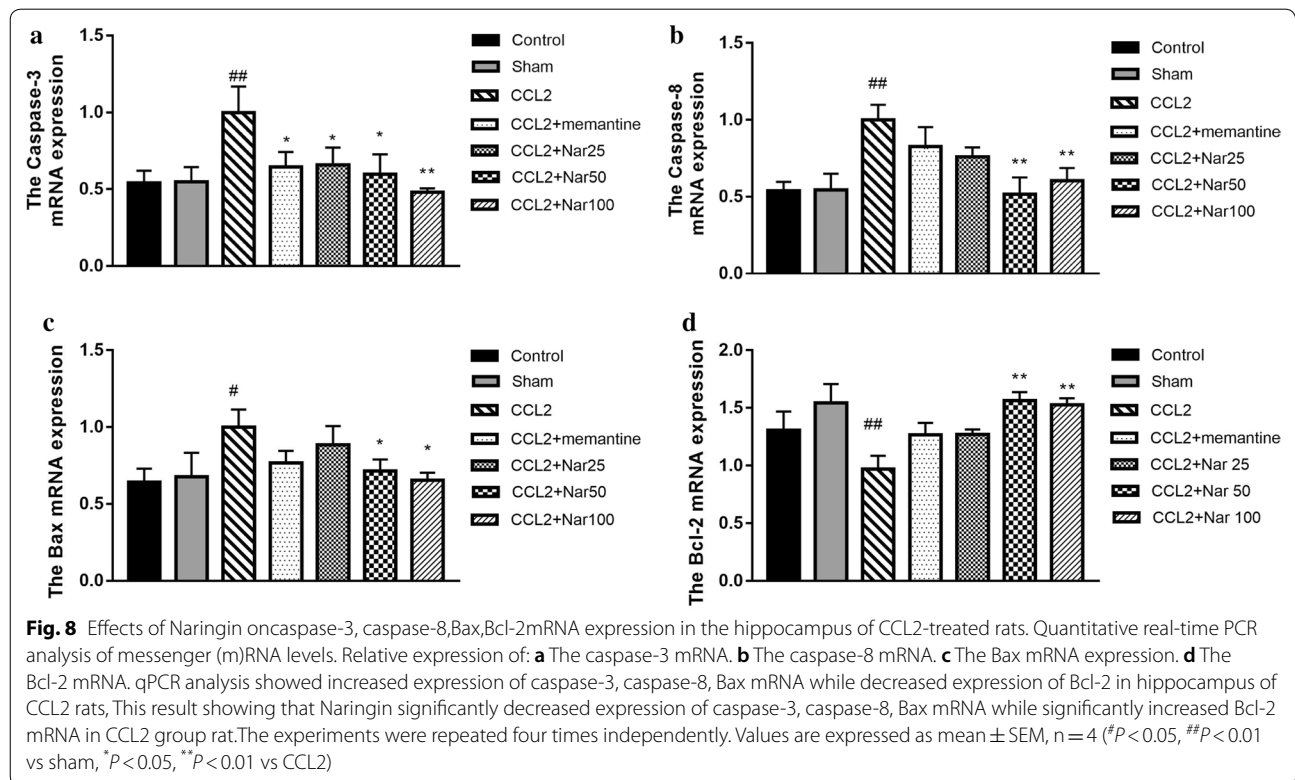 a
The Caspase-3
mRNA expression
1.5
1.0
0.5
0.0
##
*
*
*
**
Control
Sham
CCL2
CCL2+memantine
CCL2+Nar25
CCL2+Nar50
CCL2+Nar100
b
The Caspase-8
mRNA expression
1.5
1.0
0.5
0.0
##
**
**
Control
Sham
CCL2
CCL2+memantine
CCL2+Nar25
CCL2+Nar50
CCL2+Nar100
c
The Bax mRNA expression
1.5
1.0
0.5
0.0
#
*
*
Control
Sham
CCL2
CCL2+memantine
CCL2+Nar25
CCL2+Nar50
CCL2+Nar100
d
The Bcl-2 mRNA expression
2.0
1.5
1.0
0.5
0.0
##
**
**
Control
Sham
CCL2
CCL2+memantine
CCL2+Nar 25
CCL2+Nar 50
CCL2+Nar 100
Fig. 8 Effects of Naringin oncaspase-3, caspase-8,Bax,Bcl-2mRNA expression in the hippocampus of CCL2-treated rats. Quantitative real-time PCR
analysis of messenger (m)RNA levels. Relative expression of: a The caspase-3 mRNA. b The caspase-8 mRNA. c The Bax mRNA expression. d The
Bcl-2 mRNA. qPCR analysis showed increased expression of caspase-3, caspase-8, Bax mRNA while decreased expression of Bcl-2 in hippocampus of
CCL2 rats, This result showing that Naringin significantly decreased expression of caspase-3, caspase-8, Bax mRNA while significantly increased Bcl-2
mRNA in CCL2 group rat.The experiments were repeated four times independently. Values are expressed as mean ± SEM, n = 4 (#P < 0.05, ##P < 0.01
vs sham, *P < 0.05, **P < 0.01 vs CCL2)